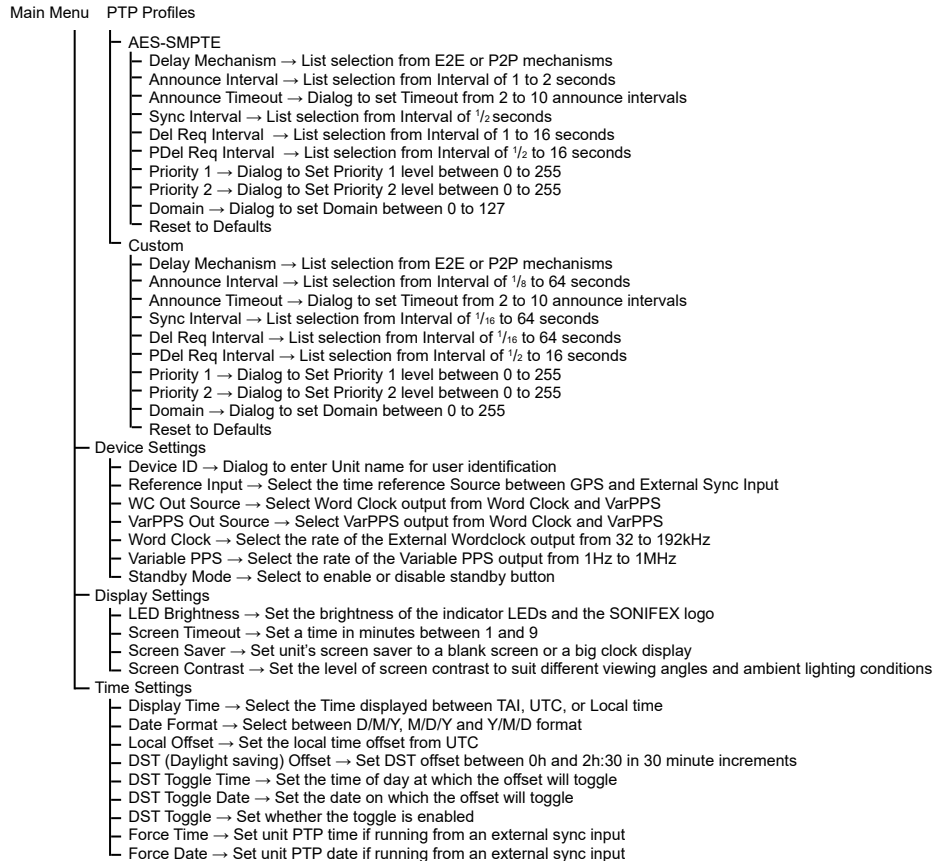 Main Menu PTP Profiles
AES-SMPTE
Delay Mechanism → List selection from E2E or P2P mechanisms
Announce Interval → List selection from Interval of 1 to 2 seconds
Announce Timeout → Dialog to set Timeout from 2 to 10 announce intervals
Sync Interval → List selection from Interval of 1/2 seconds
Del Req Interval → List selection from Interval of 1 to 16 seconds
PDel Req Interval → List selection from Interval of 1/2 to 16 seconds
Priority 1 → Dialog to Set Priority 1 level between 0 to 255
Priority 2 → Dialog to Set Priority 2 level between 0 to 255
Domain → Dialog to set Domain between 0 to 127
Reset to Defaults
Custom
Delay Mechanism → List selection from E2E or P2P mechanisms
Announce Interval → List selection from Interval of 1/8 to 64 seconds
Announce Timeout → Dialog to set Timeout from 2 to 10 announce intervals
Sync Interval → List selection from Interval of 1/16 to 64 seconds
Del Req Interval → List selection from Interval of 1/16 to 64 seconds
PDel Req Interval → List selection from Interval of 1/2 to 16 seconds
Priority 1 → Dialog to Set Priority 1 level between 0 to 255
Priority 2 → Dialog to Set Priority 2 level between 0 to 255
Domain → Dialog to set Domain between 0 to 255
Reset to Defaults
Device Settings
Device ID → Dialog to enter Unit name for user identification
Reference Input → Select the time reference Source between GPS and External Sync Input
WC Out Source → Select Word Clock output from Word Clock and VarPPS
VarPPS Out Source → Select VarPPS output from Word Clock and VarPPS
Word Clock → Select the rate of the External Wordclock output from 32 to 192kHz
Variable PPS → Select the rate of the Variable PPS output from 1Hz to 1MHz
Standby Mode → Select to enable or disable standby button
Display Settings
LED Brightness → Set the brightness of the indicator LEDs and the SONIFEX logo
Screen Timeout → Set a time in minutes between 1 and 9
Screen Saver → Set unit's screen saver to a blank screen or a big clock display
Screen Contrast → Set the level of screen contrast to suit different viewing angles and ambient lighting conditions
Time Settings
Display Time → Select the Time displayed between TAI, UTC, or Local time
Date Format → Select between D/M/Y, M/D/Y and Y/M/D format
Local Offset → Set the local time offset from UTC
DST (Daylight saving) Offset → Set DST offset between 0h and 2h:30 in 30 minute increments
DST Toggle Time → Set the time of day at which the offset will toggle
DST Toggle Date → Set the date on which the offset will toggle
DST Toggle → Set whether the toggle is enabled
Force Time → Set unit PTP time if running from an external sync input
Force Date → Set unit PTP date if running from an external sync input